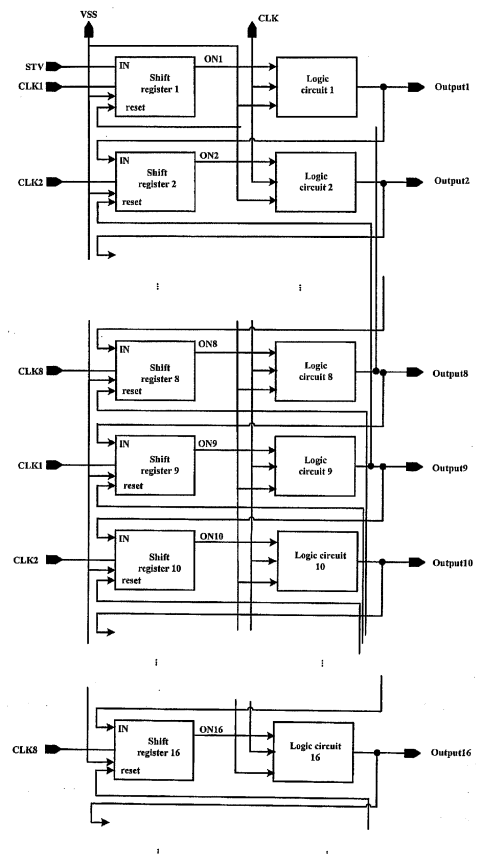 VSS CLK
STV IN Shift register 1 ON1 Logic circuit 1
CLK1 reset Output1
CLK2 IN Shift register 2 reset ON2 Logic circuit 2 Output2
CLK8 IN Shift register 8 reset ON8 Logic circuit 8 Output8
CLK1 IN Shift register 9 reset ON9 Logic circuit 9 Output9
CLK2 IN Shift register 10 reset ON10 Logic circuit 10 Output10
CLK8 IN Shift register 16 reset ON16 Logic circuit 16 Output16